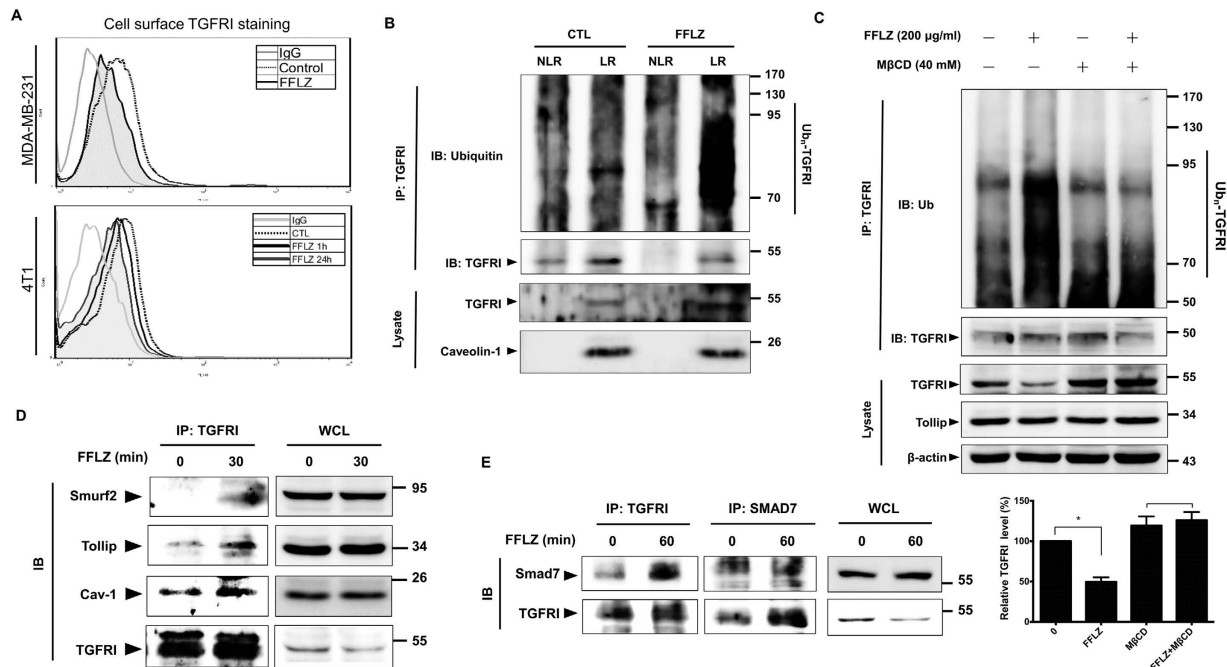 A
Cell surface TGFRI staining
MDA-MB-231
IgG
Control
FFLZ
4T1
IgG
CTL
FFLZ 1h
FFLZ 24h
B
CTL FFLZ
NLR LR NLR LR
IP: TGFRI
IB: Ubiquitin
170
130
95
70
Ubn-TGFRI
IB: TGFRI
55
Lysate
TGFRI
55
Caveolin-1
26
C
FFLZ (200 µg/ml) – + – +
MβCD (40 mM) – – + +
IP: TGFRI
IB: Ub
170
130
95
70
50
Ubn-TGFRI
IB: TGFRI
50
Lysate
TGFRI
55
Tollip
34
β-actin
43
Relative TGFRI level (%)
150
100
50
0
*
0 FFLZ MβCD FFLZ+MβCD
D
IP: TGFRI WCL
FFLZ (min) 0 30 0 30
IB
Smurf2
95
Tollip
34
Cav-1
26
TGFRI
55
E
IP: TGFRI IP: SMAD7 WCL
FFLZ (min) 0 60 0 60 0 60
IB
Smad7
55
TGFRI
55